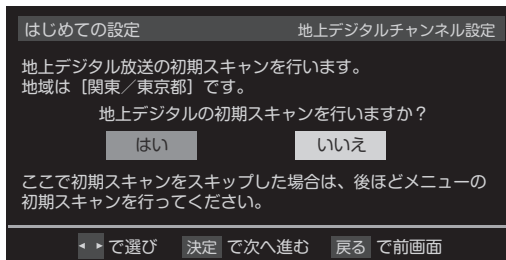 はじめての設定 地上デジタルチャンネル設定
地上デジタル放送の初期スキャンを行います。
地域は［関東／東京都］です。
地上デジタルの初期スキャンを行いますか？
はい いいえ
ここで初期スキャンをスキップした場合は、後ほどメニューの
初期スキャンを行ってください。
で選び 決定 で次へ進む 戻る で前画面